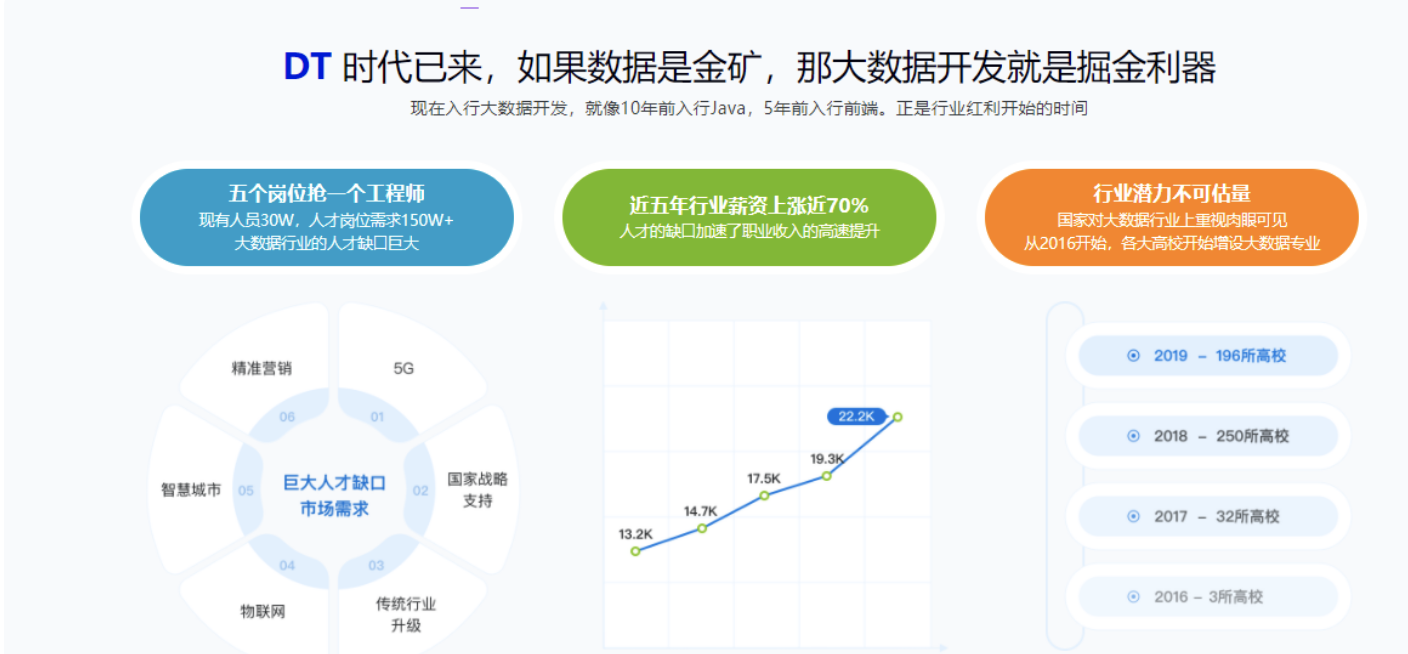 DT 时代已来，如果数据是金矿，那大数据开发就是掘金利器
现在入行大数据开发，就像10年前入行Java，5年前入行前端。正是行业红利开始的时间
五个岗位抢一个工程师
现有人员30W，人才岗位需求150W+
大数据行业的人才缺口巨大
近五年行业薪资上涨近70%
人才的缺口加速了职业收入的高速提升
行业潜力不可估量
国家对大数据行业上重视肉眼可见
从2016开始，各大高校开始增设大数据专业
精准营销
5G
06
01
智慧城市
05
巨大人才缺口
市场需求
02
国家战略
支持
04
03
物联网
传统行业
升级
13.2K
14.7K
17.5K
19.3K
22.2K
2019 - 196所高校
2018 - 250所高校
2017 - 32所高校
2016 - 3所高校